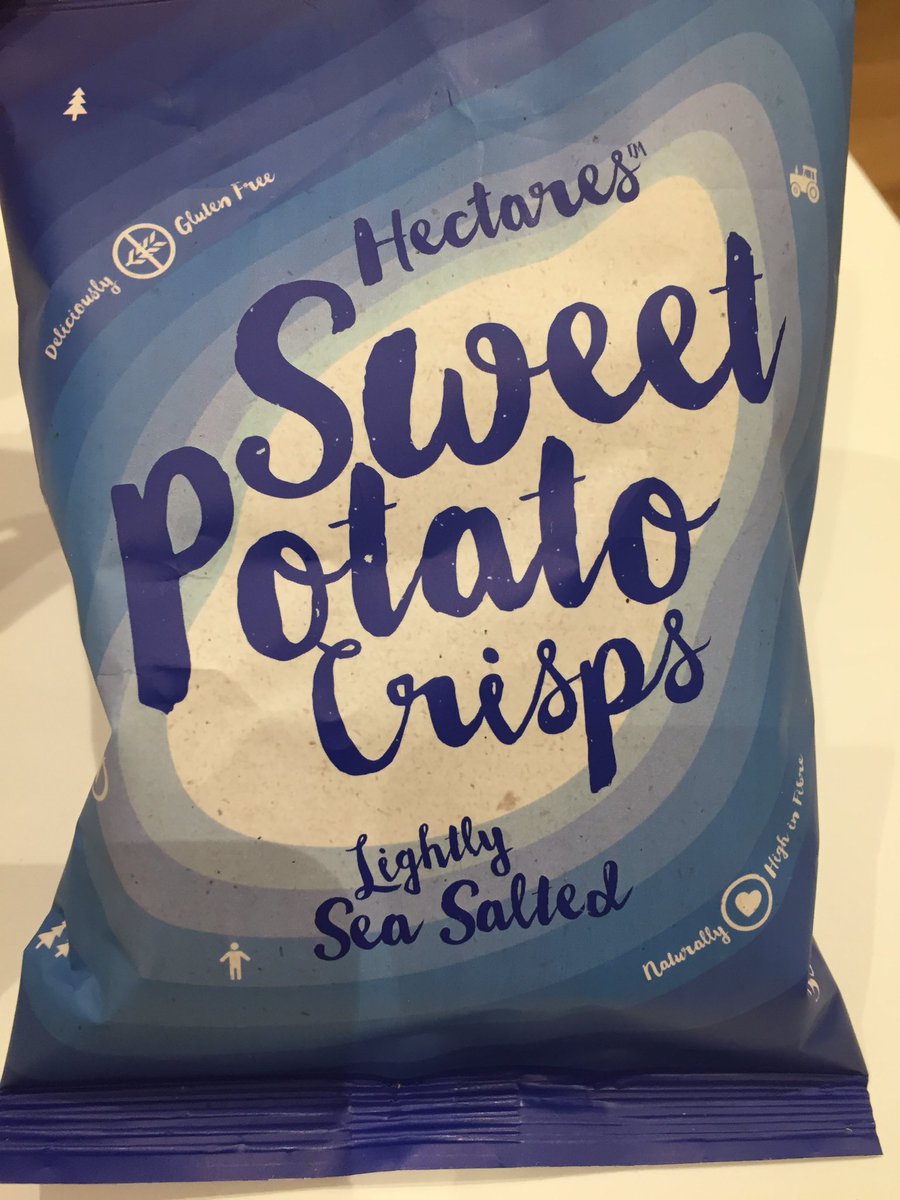 Hectares™
Deliciously Gluten Free
Sweet
Potato
Crisps
Lightly
Sea Salted
Naturally High in Fibre